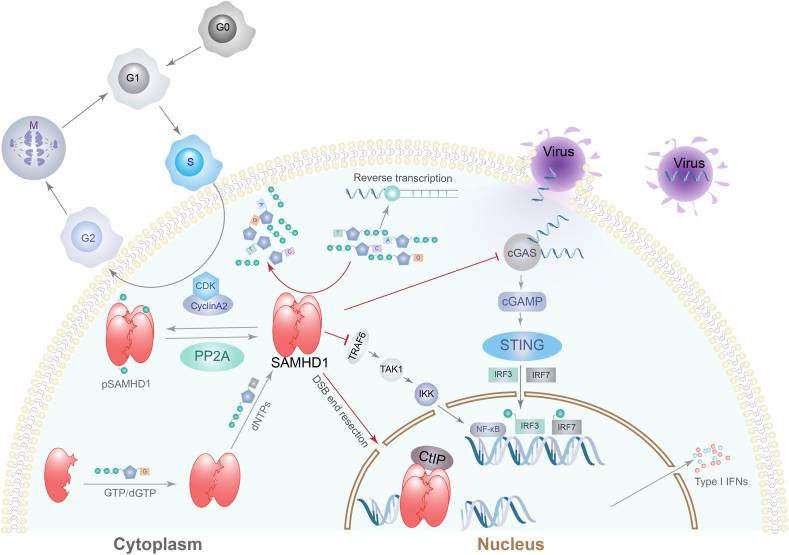 G0
G1
M
S
G2
Virus
Virus
Reverse transcription
A
G
T
C
T
A
C
G
cGAS
CDK
CyclinA2
cGAMP
PP2A
pSAMHD1
SAMHD1
TRAF6
STING
TAK1
IRF3
IRF7
IKK
dNTPs
DSB end resection
NF-κB
IRF3
IRF7
CtIP
G
GTP/dGTP
Type I IFNs
Cytoplasm
Nucleus